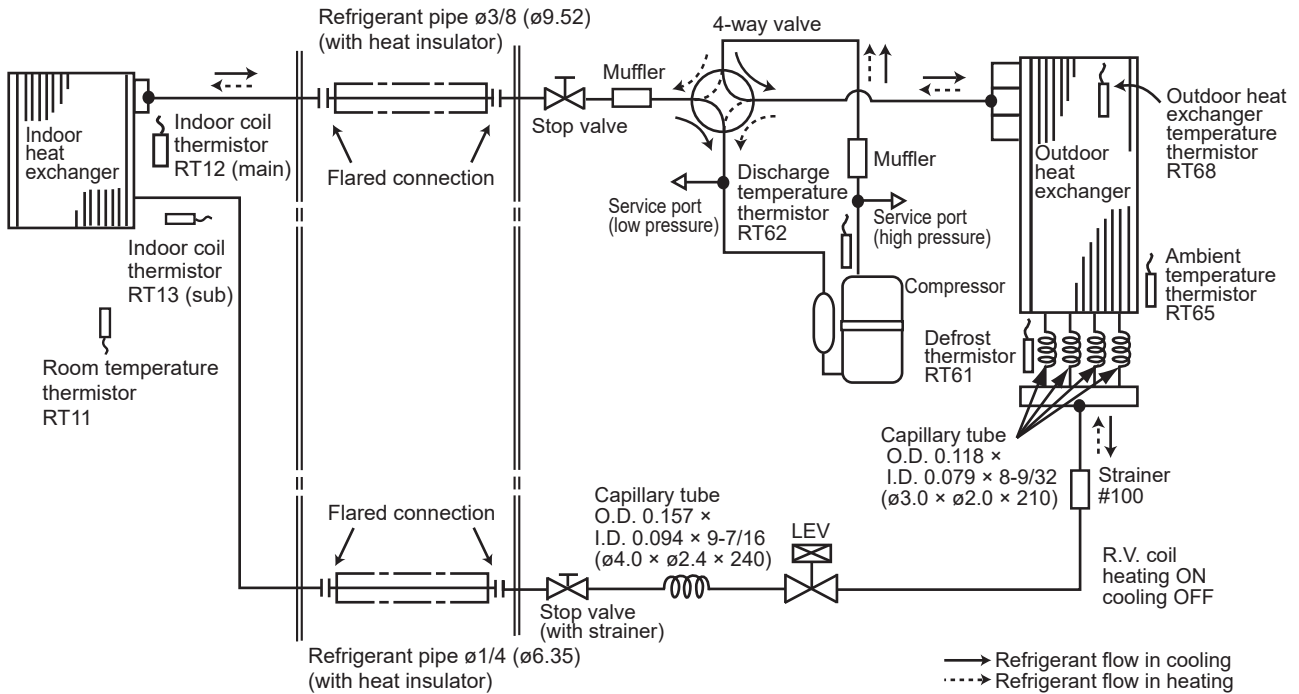 Refrigerant pipe ø3/8 (ø9.52)
(with heat insulator)
4-way valve
Muffler
Stop valve
Outdoor heat
exchanger
temperature
thermistor
RT68
Indoor
heat
exchanger
Indoor coil
thermistor
RT12 (main)
Flared connection
Muffler
Outdoor
heat
exchanger
Discharge
temperature
thermistor
RT62
Service port
(low pressure)
Service port
(high pressure)
Indoor coil
thermistor
RT13 (sub)
Compressor
Ambient
temperature
thermistor
RT65
Defrost
thermistor
RT61
Room temperature
thermistor
RT11
Capillary tube
O.D. 0.118 ×
I.D. 0.079 × 8-9/32
(ø3.0 × ø2.0 × 210)
Strainer
#100
Flared connection
Capillary tube
O.D. 0.157 ×
I.D. 0.094 × 9-7/16
(ø4.0 × ø2.4 × 240)
LEV
R.V. coil
heating ON
cooling OFF
Stop valve
(with strainer)
Refrigerant pipe ø1/4 (ø6.35)
(with heat insulator)
Refrigerant flow in cooling
Refrigerant flow in heating